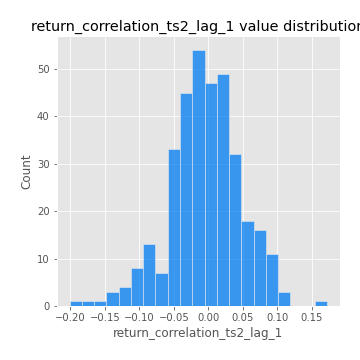 return_correlation_ts2_lag_1 value distribution
50
40
30
20
10
0
Count
−0.20 −0.15 −0.10 −0.05 0.00 0.05 0.10 0.15
return_correlation_ts2_lag_1